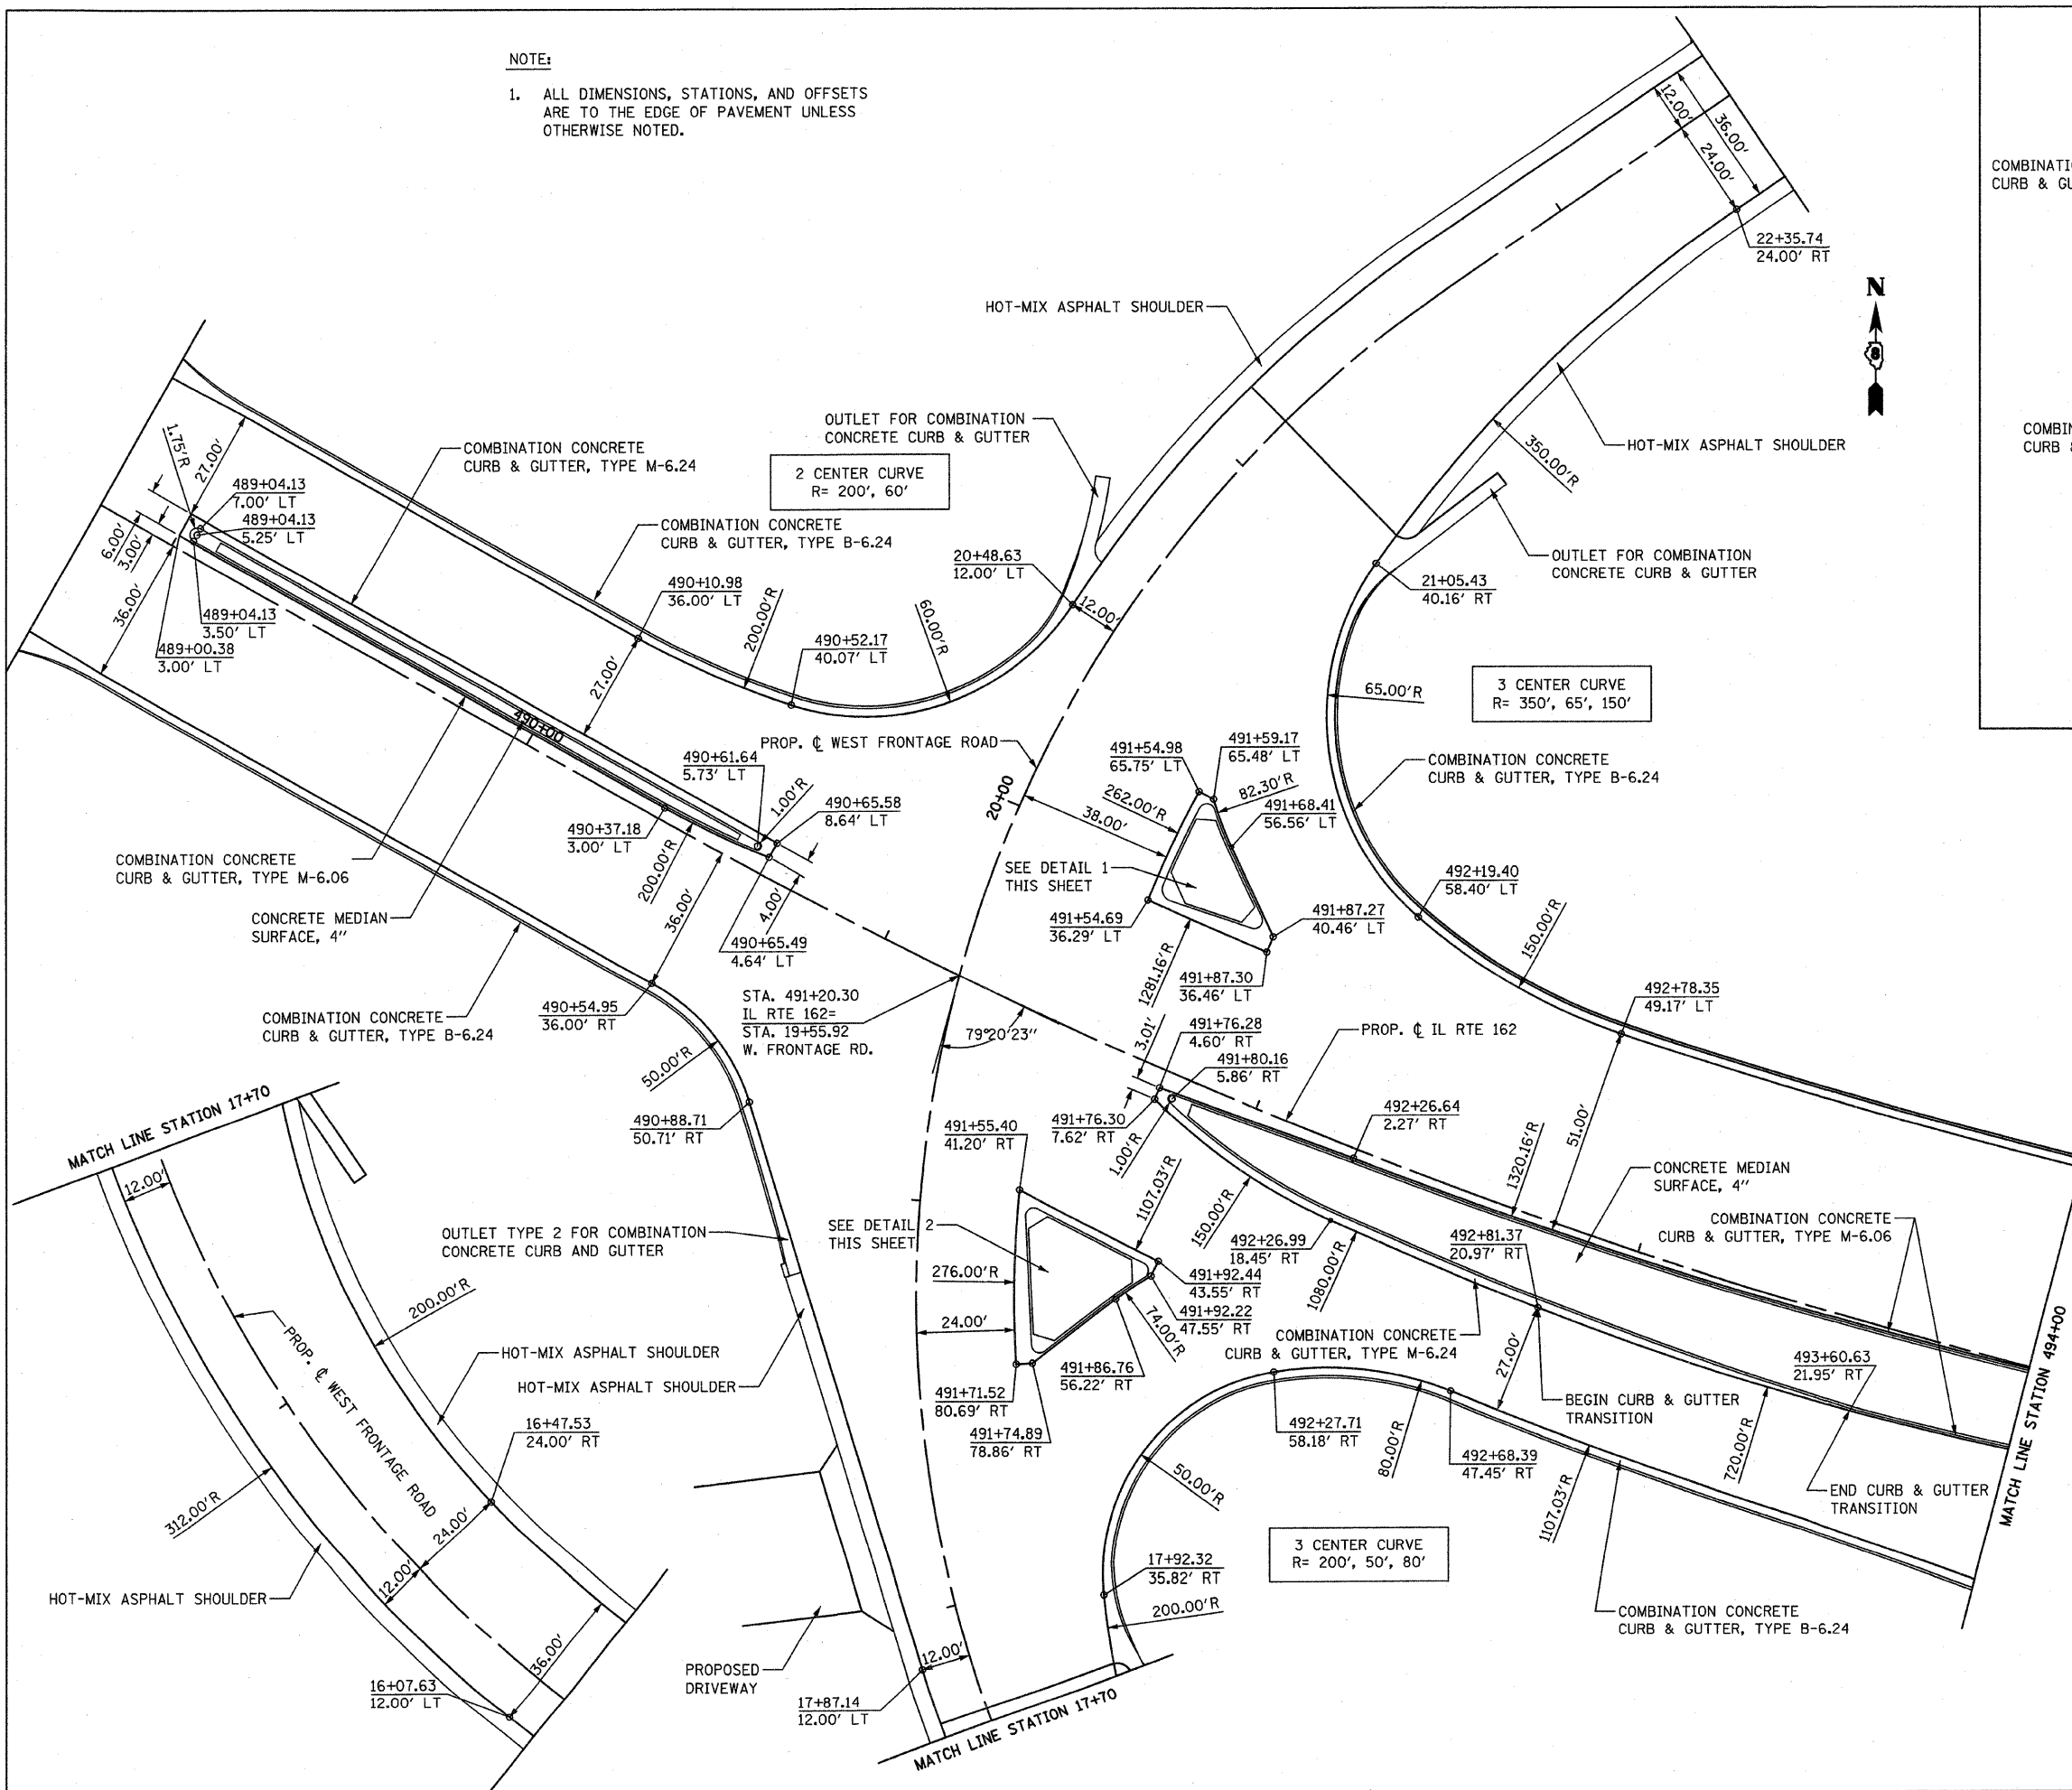 NOTE:
1. ALL DIMENSIONS, STATIONS, AND OFFSETS
ARE TO THE EDGE OF PAVEMENT UNLESS
OTHERWISE NOTED.
12.00'
36.00'
24.00'
22+35.74
24.00' RT
N
8
HOT-MIX ASPHALT SHOULDER
HOT-MIX ASPHALT SHOULDER
350.00'R
OUTLET FOR COMBINATION
CONCRETE CURB & GUTTER
2 CENTER CURVE
R= 200', 60'
COMBINATION CONCRETE
CURB & GUTTER, TYPE M-6.24
COMBINATION CONCRETE
CURB & GUTTER, TYPE B-6.24
1.75'R
27.00'
489+04.13
7.00' LT
489+04.13
5.25' LT
6.00'
3.00'
36.00'
489+04.13
3.50' LT
489+00.38
3.00' LT
490+10.98
36.00' LT
200.00'R
490+52.17
40.07' LT
60.00'R
20+48.63
12.00' LT
12.00'
OUTLET FOR COMBINATION
CONCRETE CURB & GUTTER
21+05.43
40.16' RT
65.00'R
3 CENTER CURVE
R= 350', 65', 150'
27.00'
490+00
PROP. ℄ WEST FRONTAGE ROAD
490+61.64
5.73' LT
1.00'R
490+65.58
8.64' LT
490+37.18
3.00' LT
200.00'R
36.00'
4.00'
490+65.49
4.64' LT
20+00
491+54.98
65.75' LT
491+59.17
65.48' LT
262.00'R
82.30'R
38.00'
491+68.41
56.56' LT
COMBINATION CONCRETE
CURB & GUTTER, TYPE B-6.24
SEE DETAIL 1
THIS SHEET
491+54.69
36.29' LT
491+87.27
40.46' LT
491+87.30
36.46' LT
1281.16'R
492+19.40
58.40' LT
150.00'R
492+78.35
49.17' LT
COMBINATION CONCRETE
CURB & GUTTER, TYPE M-6.06
CONCRETE MEDIAN
SURFACE, 4"
COMBINATION CONCRETE
CURB & GUTTER, TYPE B-6.24
490+54.95
36.00' RT
STA. 491+20.30
IL RTE 162=
STA. 19+55.92
W. FRONTAGE RD.
79°20'23"
50.00'R
490+88.71
50.71' RT
3.01'
491+76.28
4.60' RT
491+80.16
5.86' RT
PROP. ℄ IL RTE 162
491+76.30
7.62' RT
1.00'R
492+26.64
2.27' RT
1320.16'R
51.00'
CONCRETE MEDIAN
SURFACE, 4"
COMBINATION CONCRETE
CURB & GUTTER, TYPE M-6.06
491+55.40
41.20' RT
1107.03'R
150.00'R
492+26.99
18.45' RT
492+81.37
20.97' RT
1080.00'R
SEE DETAIL 2
THIS SHEET
276.00'R
24.00'
491+92.44
43.55' RT
491+92.22
47.55' RT
74.00'R
491+86.76
56.22' RT
491+71.52
80.69' RT
491+74.89
78.86' RT
COMBINATION CONCRETE
CURB & GUTTER, TYPE M-6.24
27.00'
BEGIN CURB & GUTTER
TRANSITION
493+60.63
21.95' RT
720.00'R
END CURB & GUTTER
TRANSITION
MATCH LINE STATION 494+00
492+27.71
58.18' RT
80.00'R
492+68.39
47.45' RT
1107.03'R
50.00'R
3 CENTER CURVE
R= 200', 50', 80'
17+92.32
35.82' RT
200.00'R
COMBINATION CONCRETE
CURB & GUTTER, TYPE B-6.24
MATCH LINE STATION 17+70
12.00'
OUTLET TYPE 2 FOR COMBINATION
CONCRETE CURB AND GUTTER
200.00'R
PROP. ℄ WEST FRONTAGE ROAD
HOT-MIX ASPHALT SHOULDER
HOT-MIX ASPHALT SHOULDER
16+47.53
24.00' RT
312.00'R
24.00'
12.00'
HOT-MIX ASPHALT SHOULDER
36.00'
16+07.63
12.00' LT
PROPOSED
DRIVEWAY
12.00'
17+87.14
12.00' LT
MATCH LINE STATION 17+70
COMBINATI
CURB & GU
COMBIN
CURB &